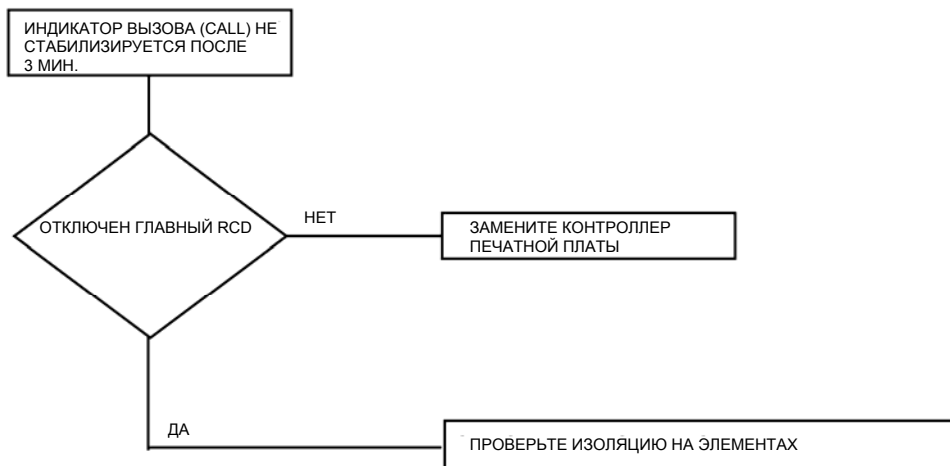 ИНДИКАТОР ВЫЗОВА (CALL) НЕ
СТАБИЛИЗИРУЕТСЯ ПОСЛЕ
3 МИН.
ОТКЛЮЧЕН ГЛАВНЫЙ RCD
НЕТ
ЗАМЕНИТЕ КОНТРОЛЛЕР
ПЕЧАТНОЙ ПЛАТЫ
ДА
ПРОВЕРЬТЕ ИЗОЛЯЦИЮ НА ЭЛЕМЕНТАХ